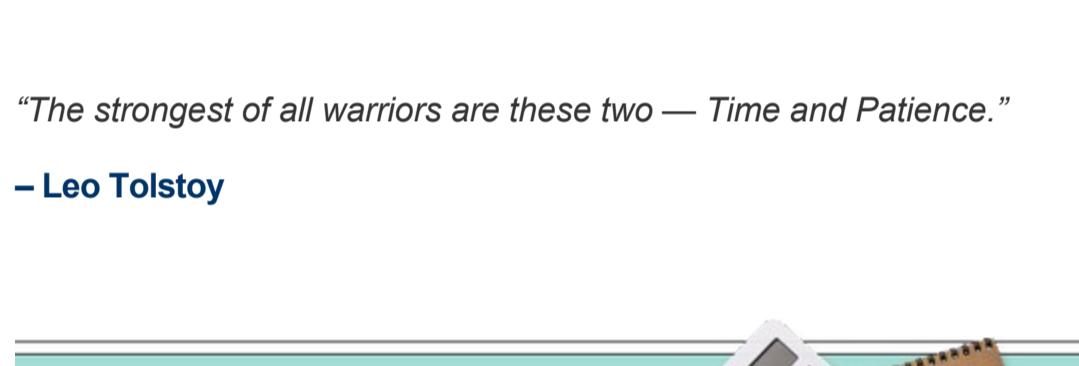 “The strongest of all warriors are these two — Time and Patience.”
– Leo Tolstoy